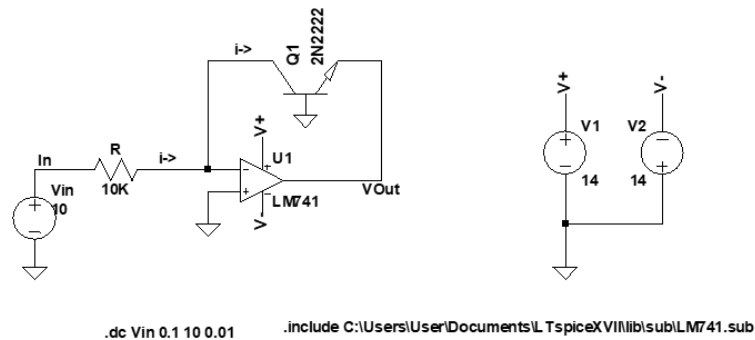 i->
Q1
2N2222
V+
U1
In
R
10K
i->
Vin
10
LM741
V-
VOut
V+
V-
V1
V2
14
14
.dc Vin 0.1 10 0.01
.include C:\Users\User\Documents\LTspiceXVII\lib\sub\LM741.sub